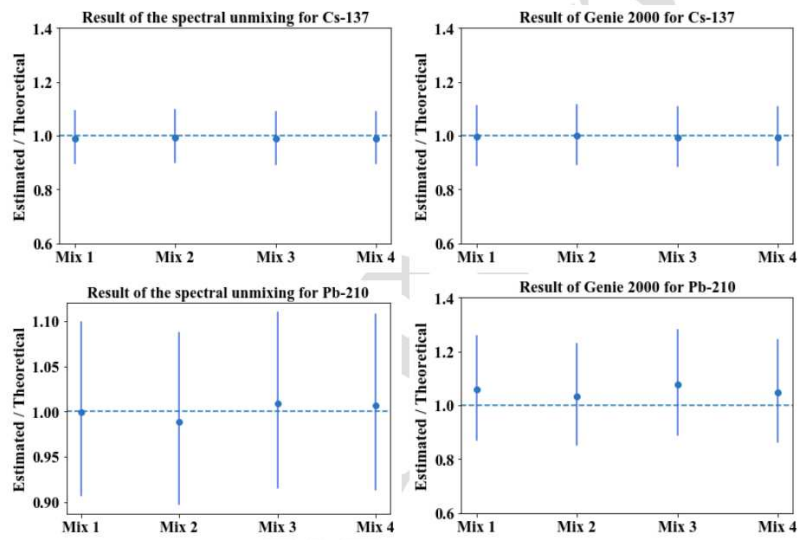 Result of the spectral unmixing for Cs-137
Estimated / Theoretical
1.4
1.2
1.0
0.8
0.6
Mix 1 Mix 2 Mix 3 Mix 4
Result of Genie 2000 for Cs-137
Estimated / Theoretical
1.4
1.2
1.0
0.8
0.6
Mix 1 Mix 2 Mix 3 Mix 4
Result of the spectral unmixing for Pb-210
Estimated / Theoretical
1.10
1.05
1.00
0.95
0.90
Mix 1 Mix 2 Mix 3 Mix 4
Result of Genie 2000 for Pb-210
Estimated / Theoretical
1.4
1.2
1.0
0.8
0.6
Mix 1 Mix 2 Mix 3 Mix 4